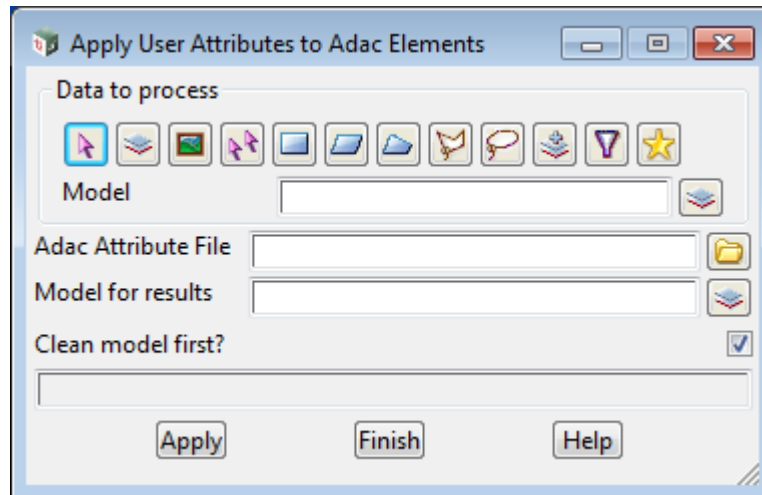 Apply User Attributes to Adac Elements
Data to process
Model
Adac Attribute File
Model for results
Clean model first?
Apply Finish Help